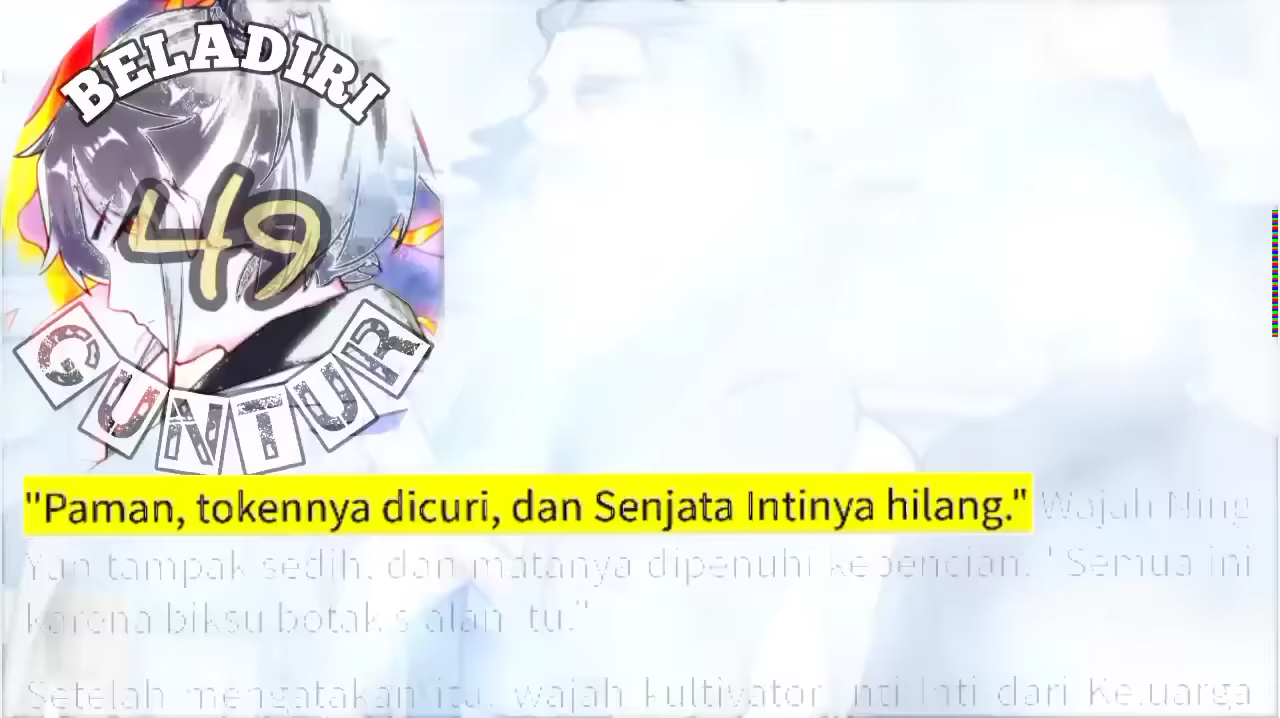 BELADIRI
49
GUNTUR
"Paman, tokennya dicuri, dan Senjata Intinya hilang." Wajah Ning
Yun tampak sedih, dan matanya dipenuhi kebencian. "Semua ini
karena biksu botak sialan itu."
Setelah mengatakan itu, wajah kultivator Inti Inti dari Keluarga